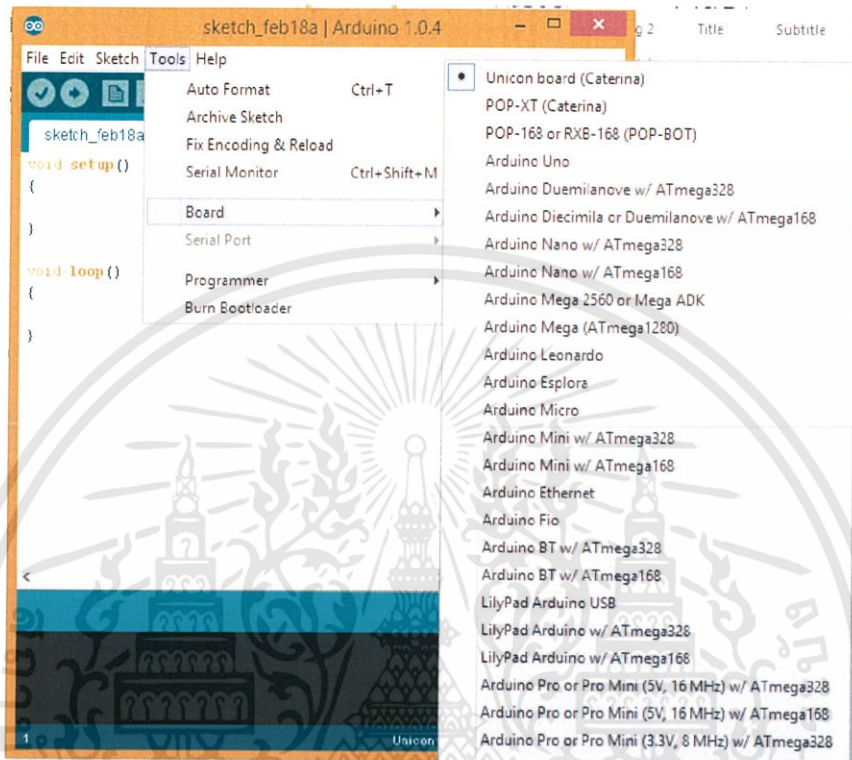 sketch_feb18a | Arduino 1.0.4
g 2 Title Subtitle
File Edit Sketch Tools Help
sketch_feb18a
void setup()
{
}
void loop()
{
}
Auto Format Ctrl+T
Archive Sketch
Fix Encoding & Reload
Serial Monitor Ctrl+Shift+M
Board
Serial Port
Programmer
Burn Bootloader
Unicon board (Caterina)
POP-XT (Caterina)
POP-168 or RXB-168 (POP-BOT)
Arduino Uno
Arduino Duemilanove w/ ATmega328
Arduino Diecimila or Duemilanove w/ ATmega168
Arduino Nano w/ ATmega328
Arduino Nano w/ ATmega168
Arduino Mega 2560 or Mega ADK
Arduino Mega (ATmega1280)
Arduino Leonardo
Arduino Esplora
Arduino Micro
Arduino Mini w/ ATmega328
Arduino Mini w/ ATmega168
Arduino Ethernet
Arduino Fio
Arduino BT w/ ATmega328
Arduino BT w/ ATmega168
LilyPad Arduino USB
LilyPad Arduino w/ ATmega328
LilyPad Arduino w/ ATmega168
Arduino Pro or Pro Mini (5V, 16 MHz) w/ ATmega328
Arduino Pro or Pro Mini (5V, 16 MHz) w/ ATmega168
Arduino Pro or Pro Mini (3.3V, 8 MHz) w/ ATmega328
1 Unicon